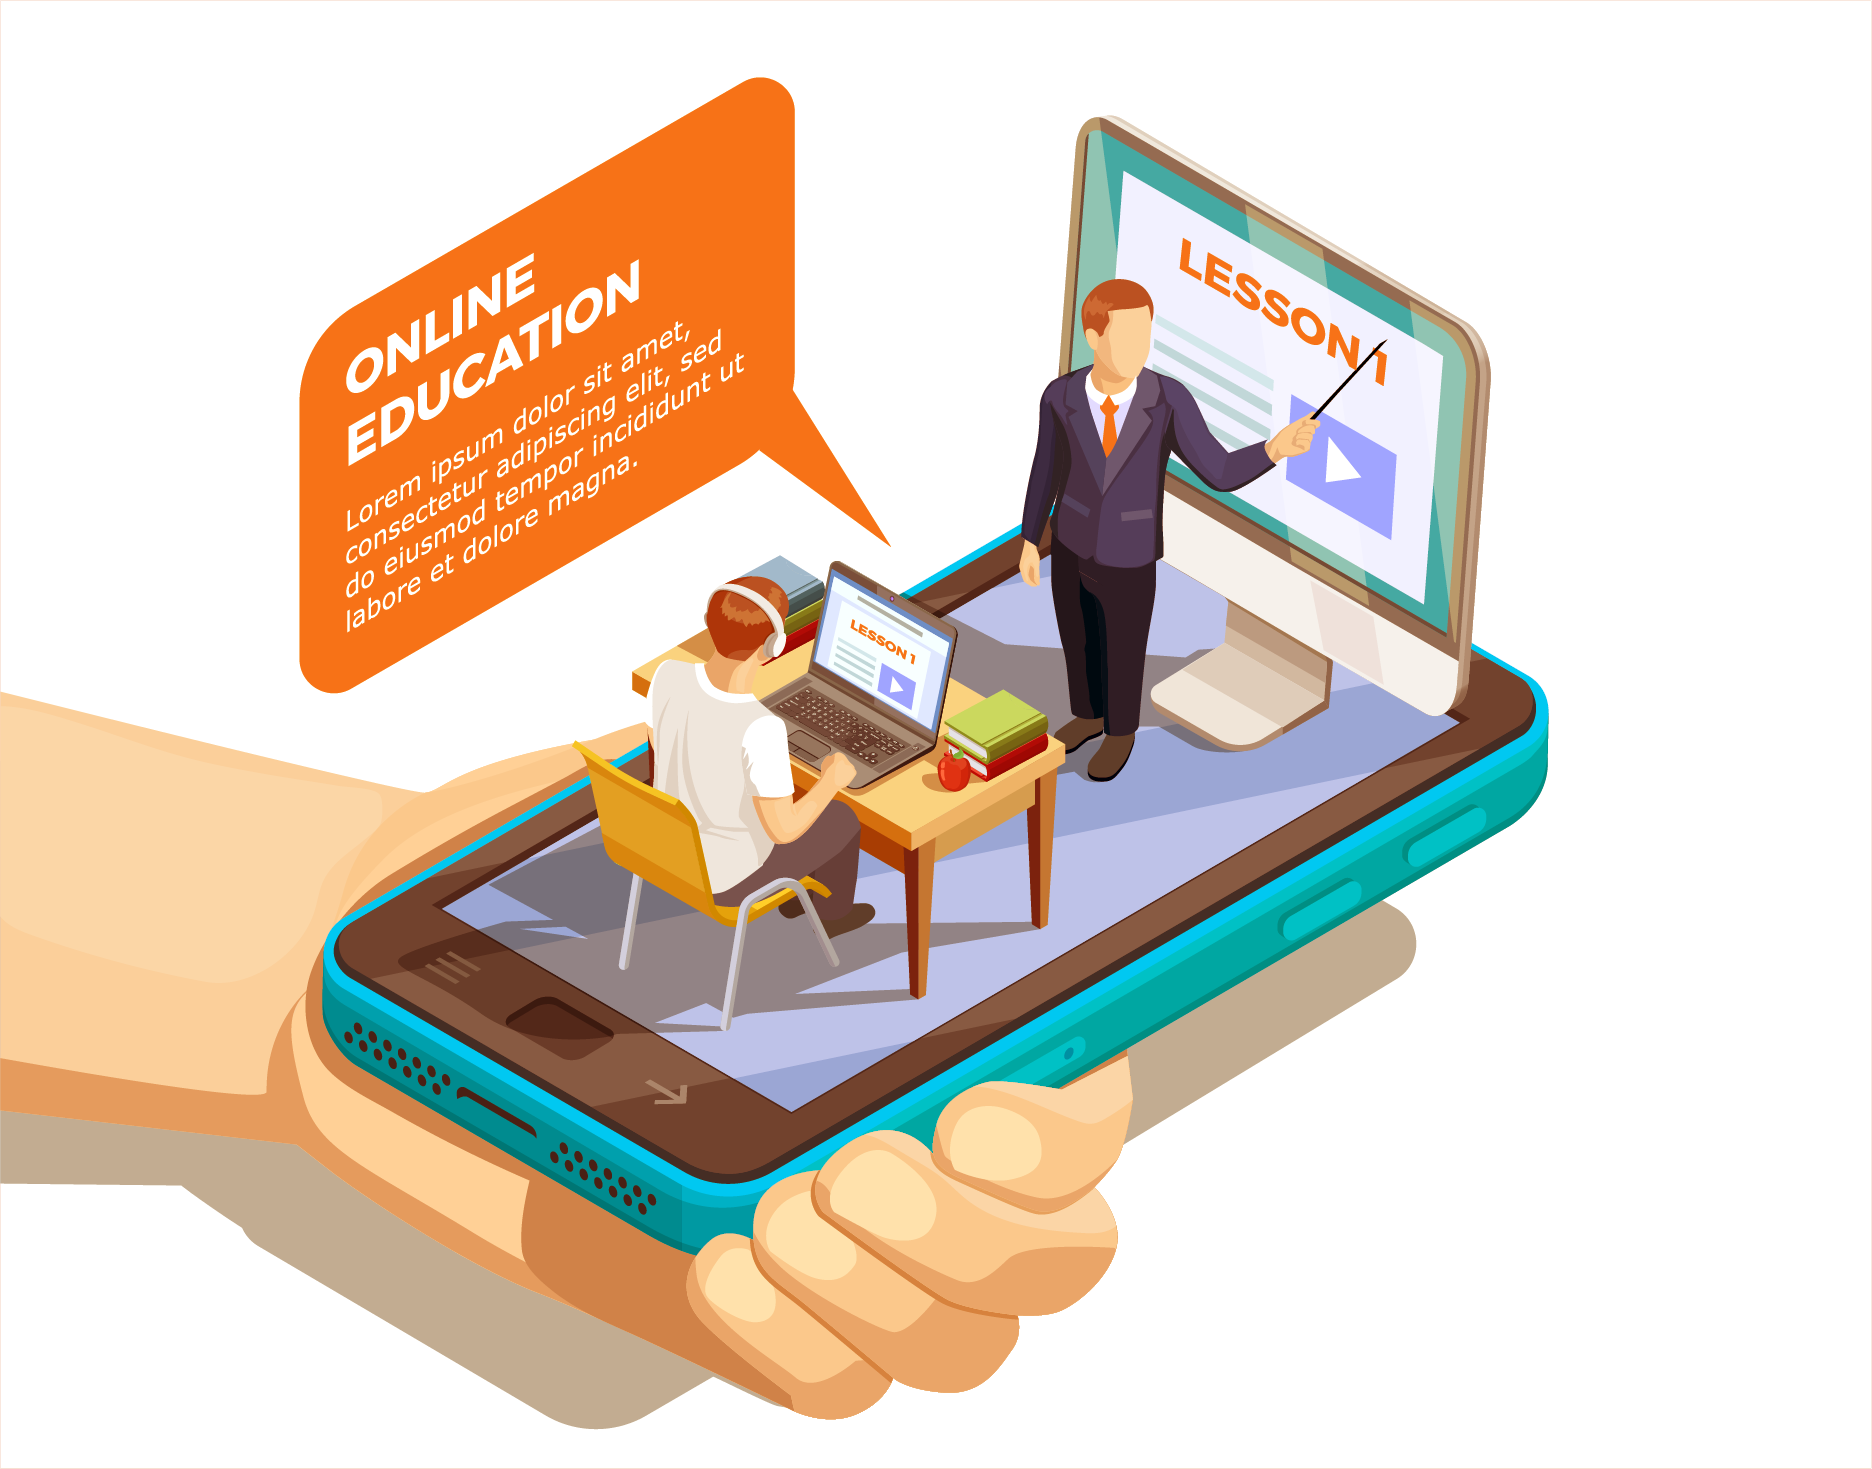 ONLINE
EDUCATION
Lorem ipsum dolor sit amet,
consectetur adipiscing elit, sed
do eiusmod tempor incididunt ut
labore et dolore magna.
LESSON 1
LESSON 1